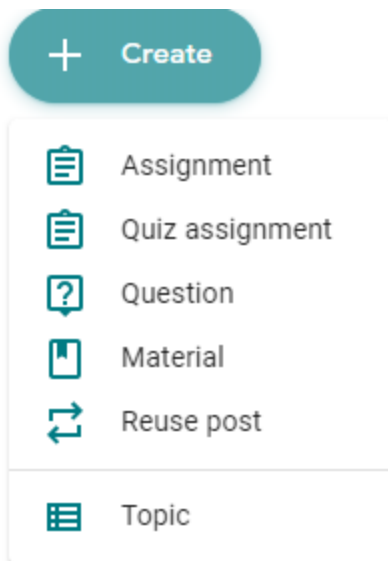 Create
Assignment
Quiz assignment
Question
Material
Reuse post
Topic